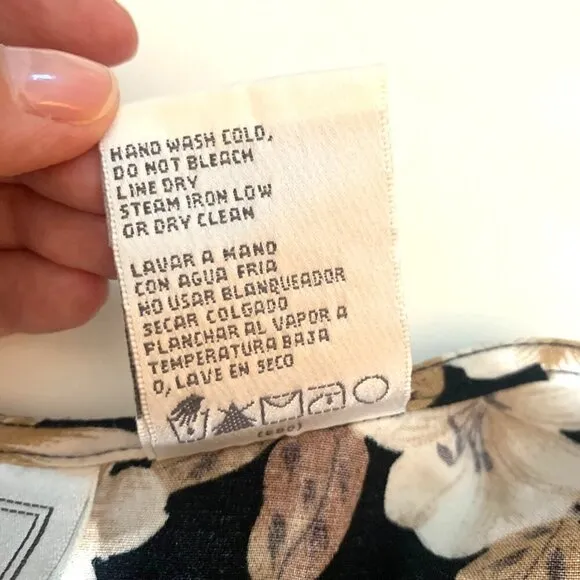 HAND WASH COLD,
DO NOT BLEACH
LINE DRY
STEAM IRON LOW
OR DRY CLEAN
LAVAR A MANO
CON AGUA FRIA
NO USAR BLANQUEADOR
SECAR COLGADO
PLANCHAR AL VAPOR A
TEMPERATURA BAJA
O, LAVE EN SECO